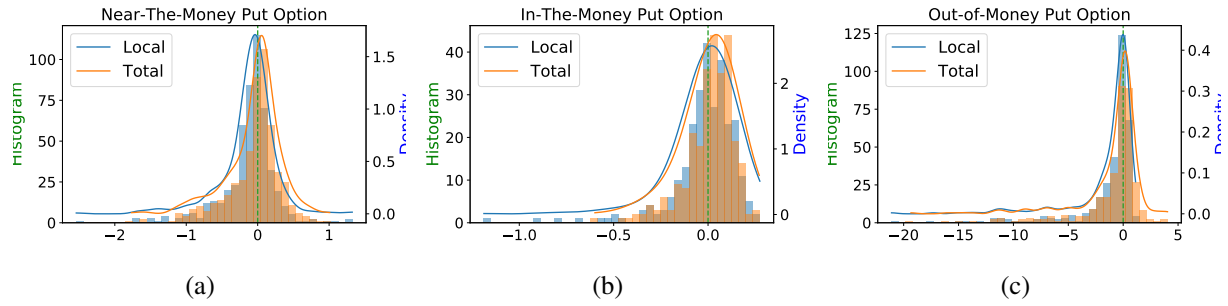 Near-The-Money Put Option
Local
Total
Histogram
Density
0
25
50
75
100
0.0
0.5
1.0
1.5
−2
−1
0
1
(a)
In-The-Money Put Option
Local
Total
Histogram
Density
0
10
20
30
40
0
1
2
−1.0
−0.5
0.0
(b)
Out-of-Money Put Option
Local
Total
Histogram
Density
0
25
50
75
100
125
0.0
0.1
0.2
0.3
0.4
−20
−15
−10
−5
0
5
(c)